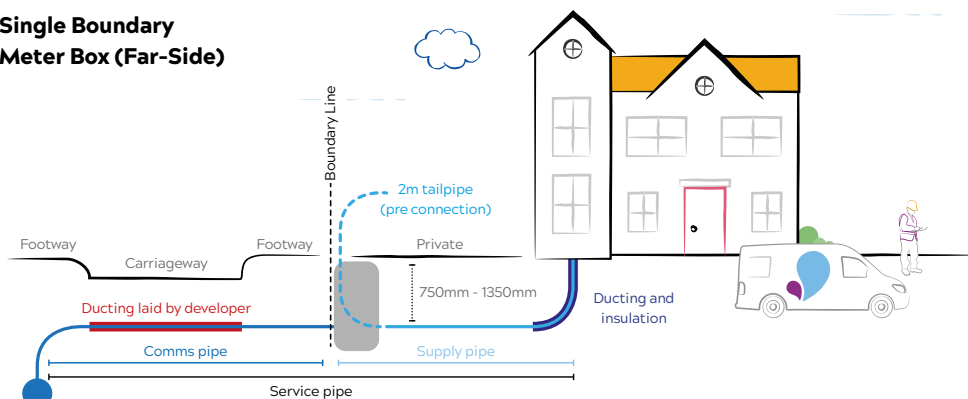 Single Boundary
Meter Box (Far-Side)
Boundary Line
2m tailpipe
(pre connection)
Footway
Carriageway
Footway
Private
750mm - 1350mm
Ducting laid by developer
Ducting and
insulation
Comms pipe
Supply pipe
Service pipe